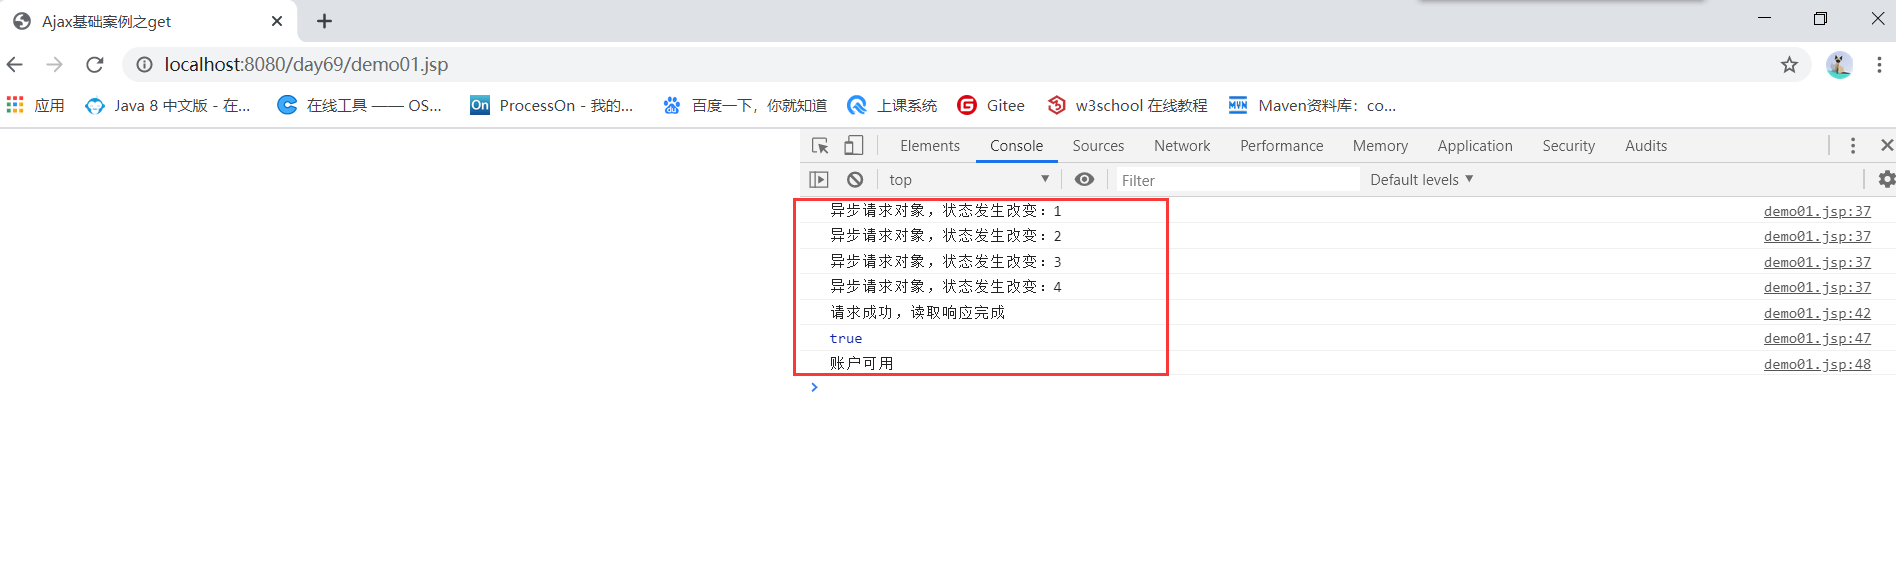 Ajax基础案例之get
localhost:8080/day69/demo01.jsp
应用 Java 8 中文版 - 在... 在线工具 —— OS... On ProcessOn - 我的... 百度一下，你就知道 上课系统 G Gitee w3school 在线教程 MVN Maven资料库：co...
Elements Console Sources Network Performance Memory Application Security Audits
top Filter Default levels
异步请求对象，状态发生改变：1 demo01.jsp:37
异步请求对象，状态发生改变：2 demo01.jsp:37
异步请求对象，状态发生改变：3 demo01.jsp:37
异步请求对象，状态发生改变：4 demo01.jsp:37
请求成功，读取响应完成 demo01.jsp:42
true demo01.jsp:47
账户可用 demo01.jsp:48